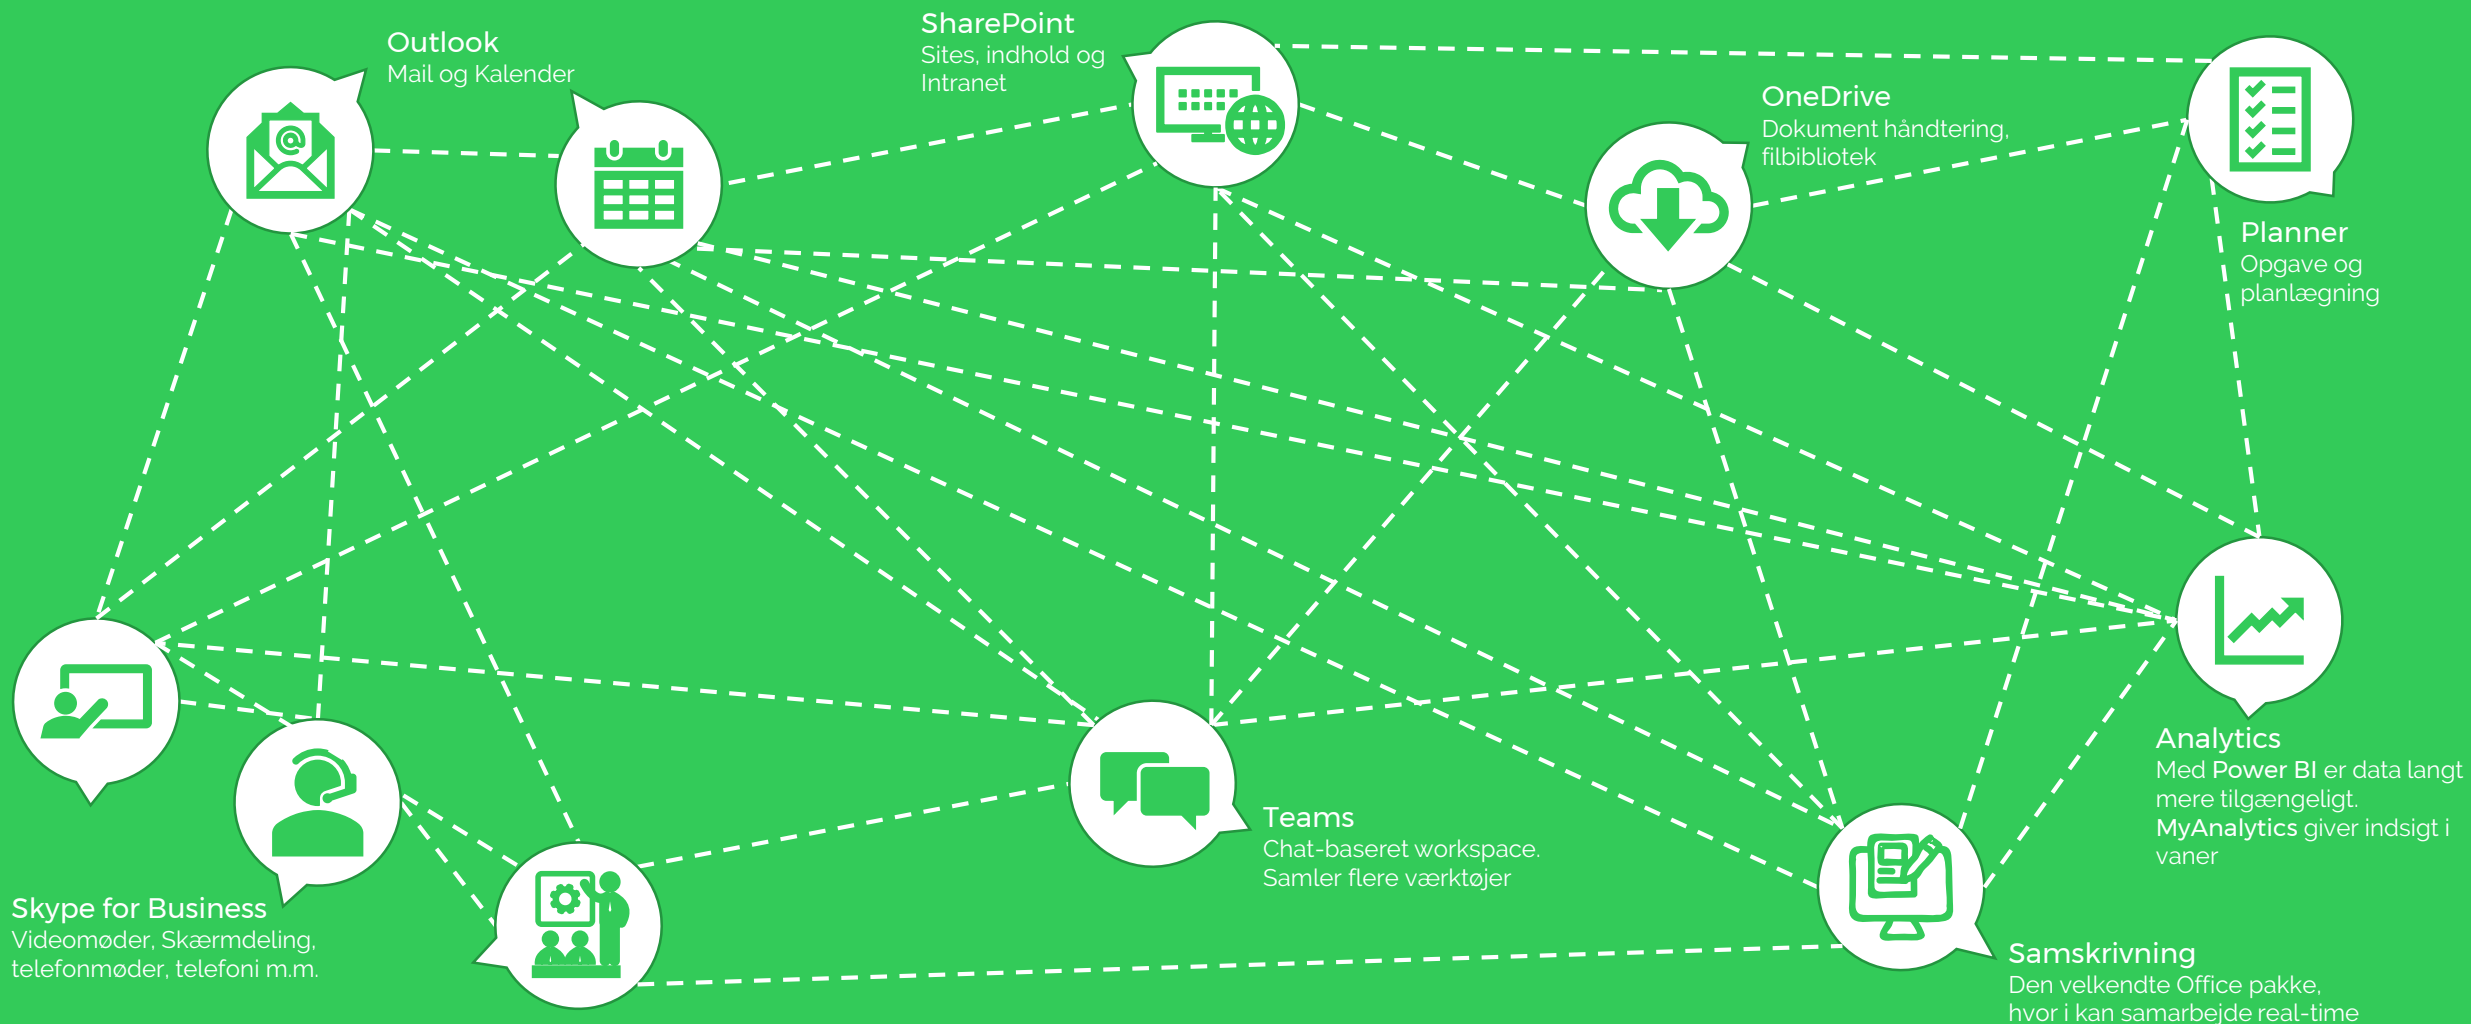 Outlook
Mail og Kalender
SharePoint
Sites, indhold og
Intranet
OneDrive
Dokument håndtering,
filbibliotek
Planner
Opgave og
planlægning
Analytics
Med Power BI er data langt
mere tilgængeligt.
MyAnalytics giver indsigt i
vaner
Teams
Chat-baseret workspace.
Samler flere værktøjer
Skype for Business
Videomøder, Skærmdeling,
telefonmøder, telefoni m.m.
Samskrivning
Den velkendte Office pakke,
hvor i kan samarbejde real-time